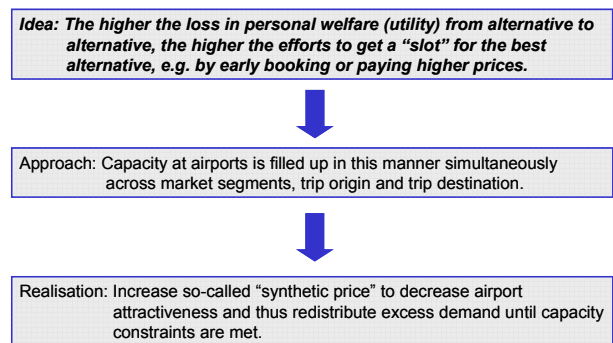 Idea: The higher the loss in personal welfare (utility) from alternative to
alternative, the higher the efforts to get a “slot” for the best
alternative, e.g. by early booking or paying higher prices.
Approach: Capacity at airports is filled up in this manner simultaneously
across market segments, trip origin and trip destination.
Realisation: Increase so-called “synthetic price” to decrease airport
attractiveness and thus redistribute excess demand until capacity
constraints are met.